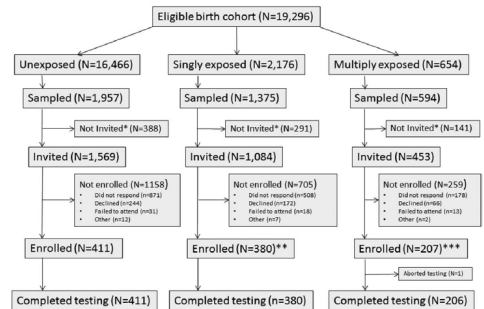 Eligible birth cohort (N=19,296)
Unexposed (N=16,466)
Singly exposed (N=2,176)
Multiply exposed (N=654)
Sampled (N=1,957)
Sampled (N=1,375)
Sampled (N=594)
Not Invited* (N=388)
Not Invited* (N=291)
Not Invited* (N=141)
Invited (N=1,569)
Invited (N=1,084)
Invited (N=453)
Not enrolled (N=1158)
• Did not respond (n=871)
• Declined (n=244)
• Failed to attend (n=31)
• Other (n=12)
Not enrolled (N=705)
• Did not respond (n=508)
• Declined (n=172)
• Failed to attend (n=18)
• Other (n=7)
Not enrolled (N=259)
• Did not respond (n=178)
• Declined (n=66)
• Failed to attend (n=13)
• Other (n=2)
Enrolled (N=411)
Enrolled (N=380)**
Enrolled (N=207)***
Aborted testing (N=1)
Completed testing (N=411)
Completed testing (n=380)
Completed testing (N=206)